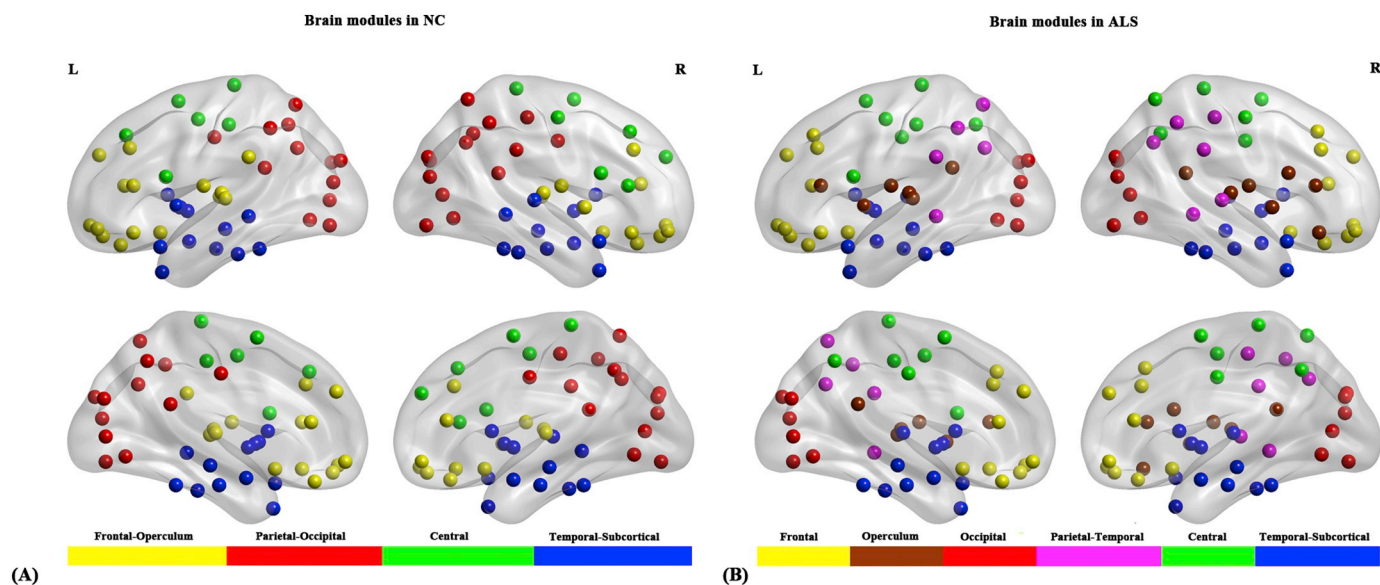 Brain modules in NC
Brain modules in ALS
L
R
L
R
Frontal-Operculum
Parietal-Occipital
Central
Temporal-Subcortical
Frontal
Operculum
Occipital
Parietal-Temporal
Central
Temporal-Subcortical
(A)
(B)